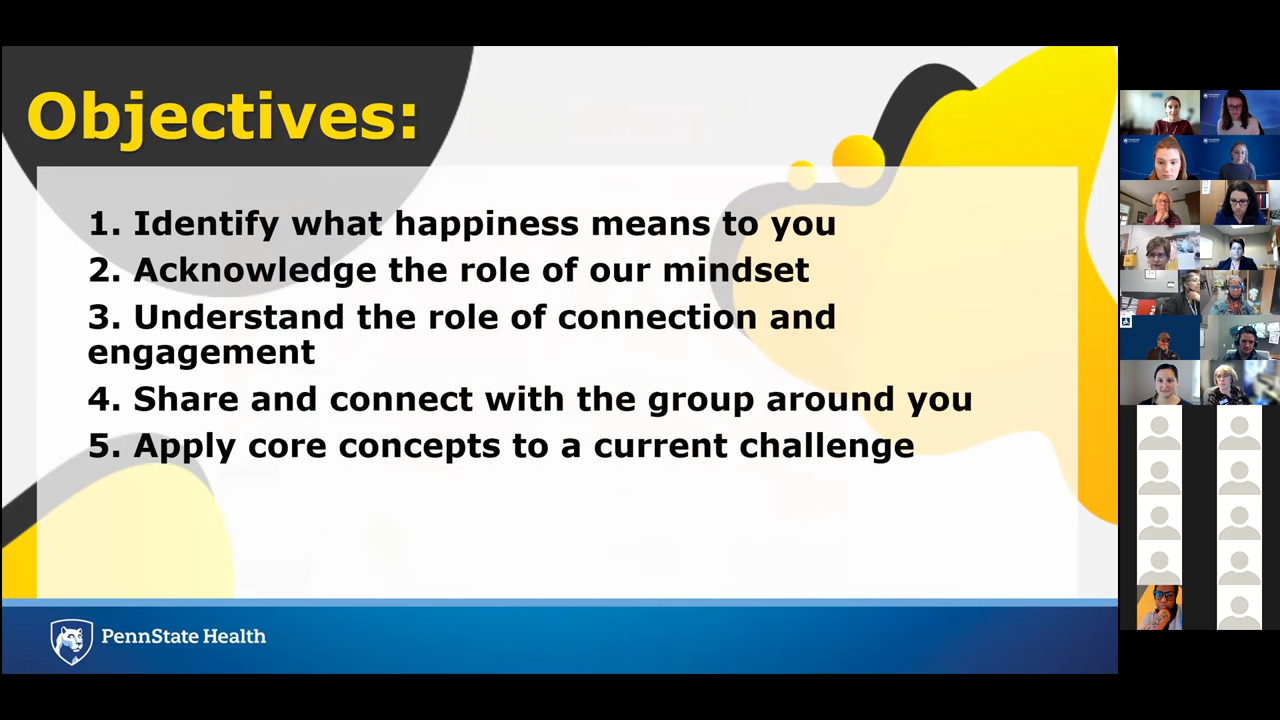 Objectives:
1. Identify what happiness means to you
2. Acknowledge the role of our mindset
3. Understand the role of connection and
engagement
4. Share and connect with the group around you
5. Apply core concepts to a current challenge
PennState Health